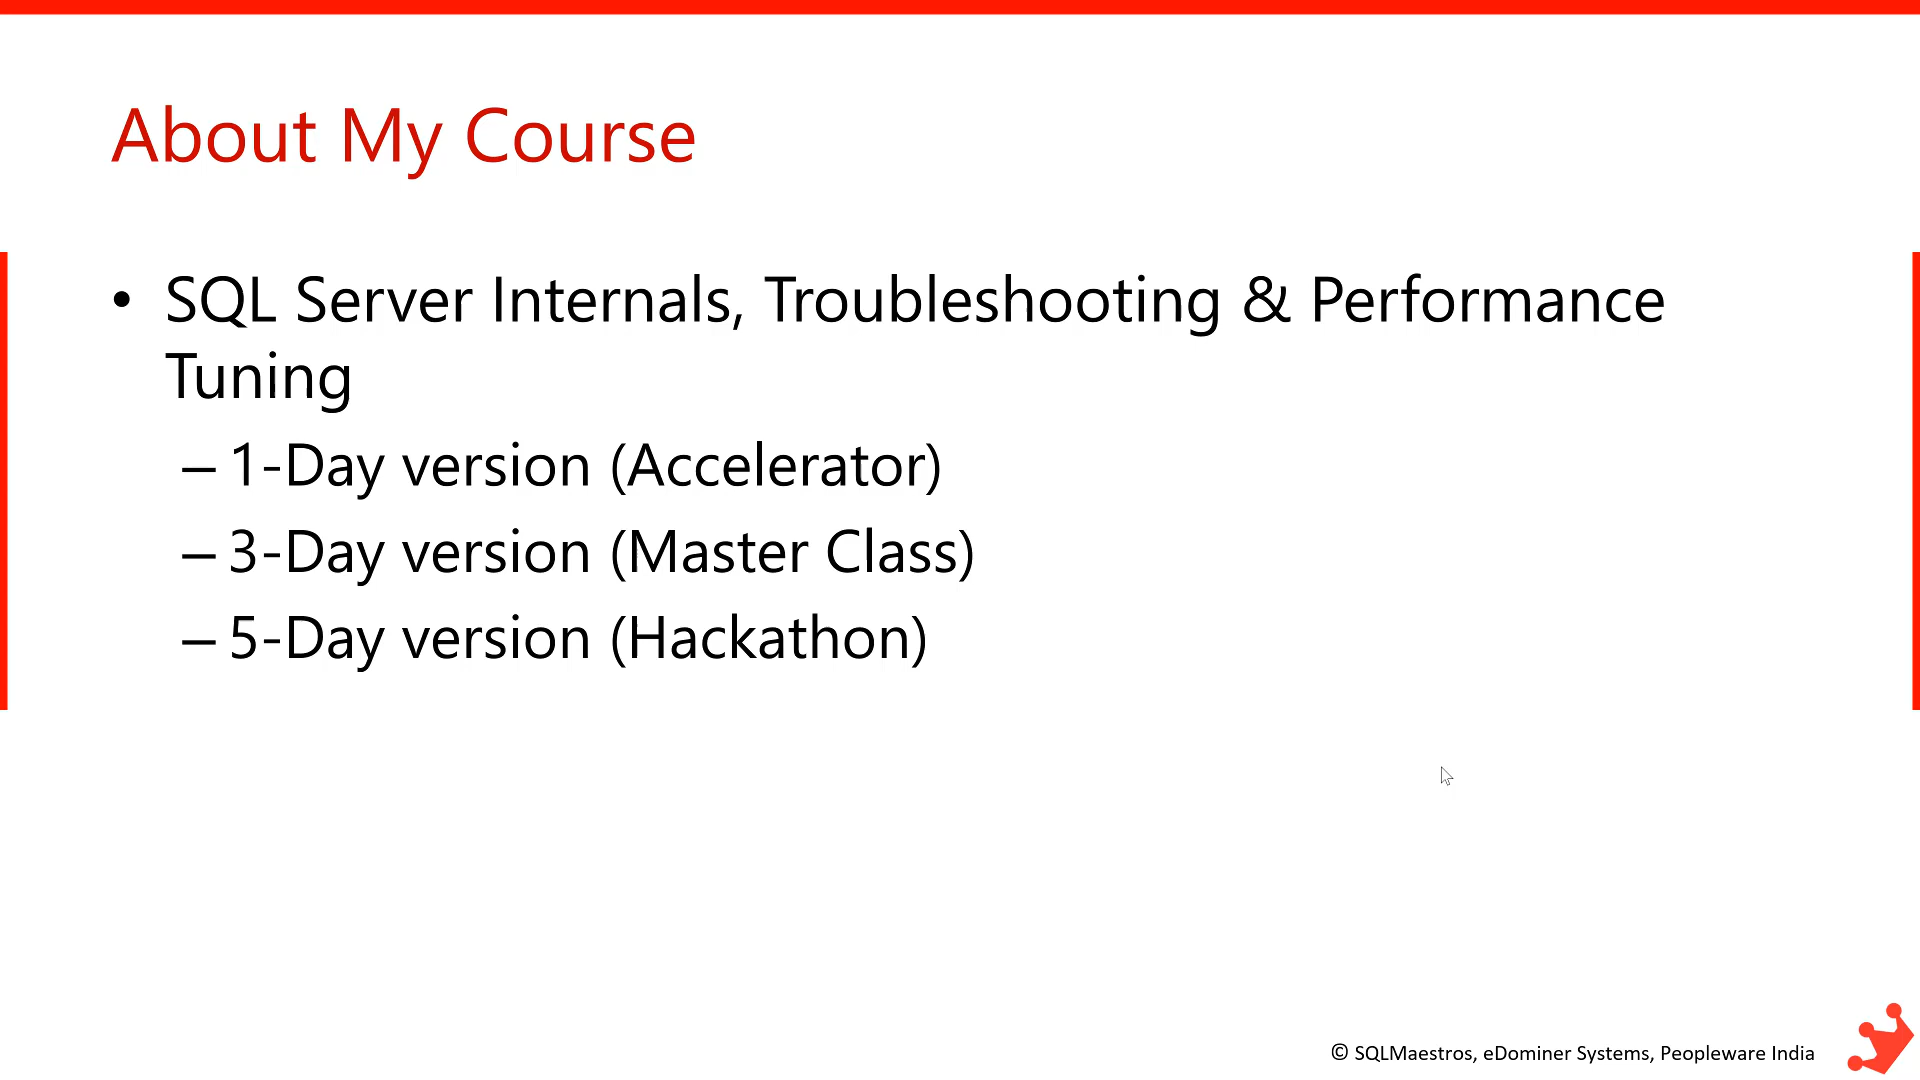 About My Course
• SQL Server Internals, Troubleshooting & Performance
Tuning
– 1-Day version (Accelerator)
– 3-Day version (Master Class)
– 5-Day version (Hackathon)
© SQLMaestros, eDominer Systems, Peopleware India